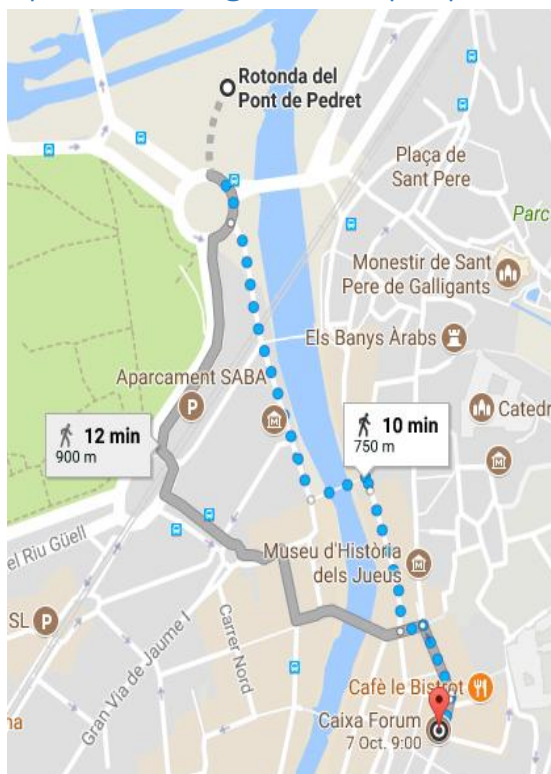 Rotonda del
Pont de Pedret
Plaça de
Sant Pere
Parc
Monestir de Sant
Pere de Galligants
Els Banys Àrabs
Aparcament SABA
P
Catedr
12 min
900 m
10 min
750 m
el Riu Güell
Museu d'Història
dels Jueus
SL P
Gran Via de Jaume I
Carrer Nord
Cafè le Bistrot
Caixa Forum
7 Oct. 9:00
na